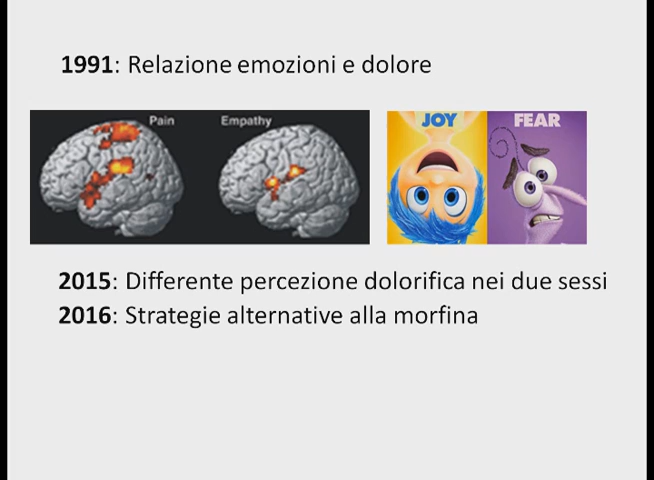 1991: Relazione emozioni e dolore
Pain Empathy
JOY FEAR
2015: Differente percezione dolorifica nei due sessi
2016: Strategie alternative alla morfina